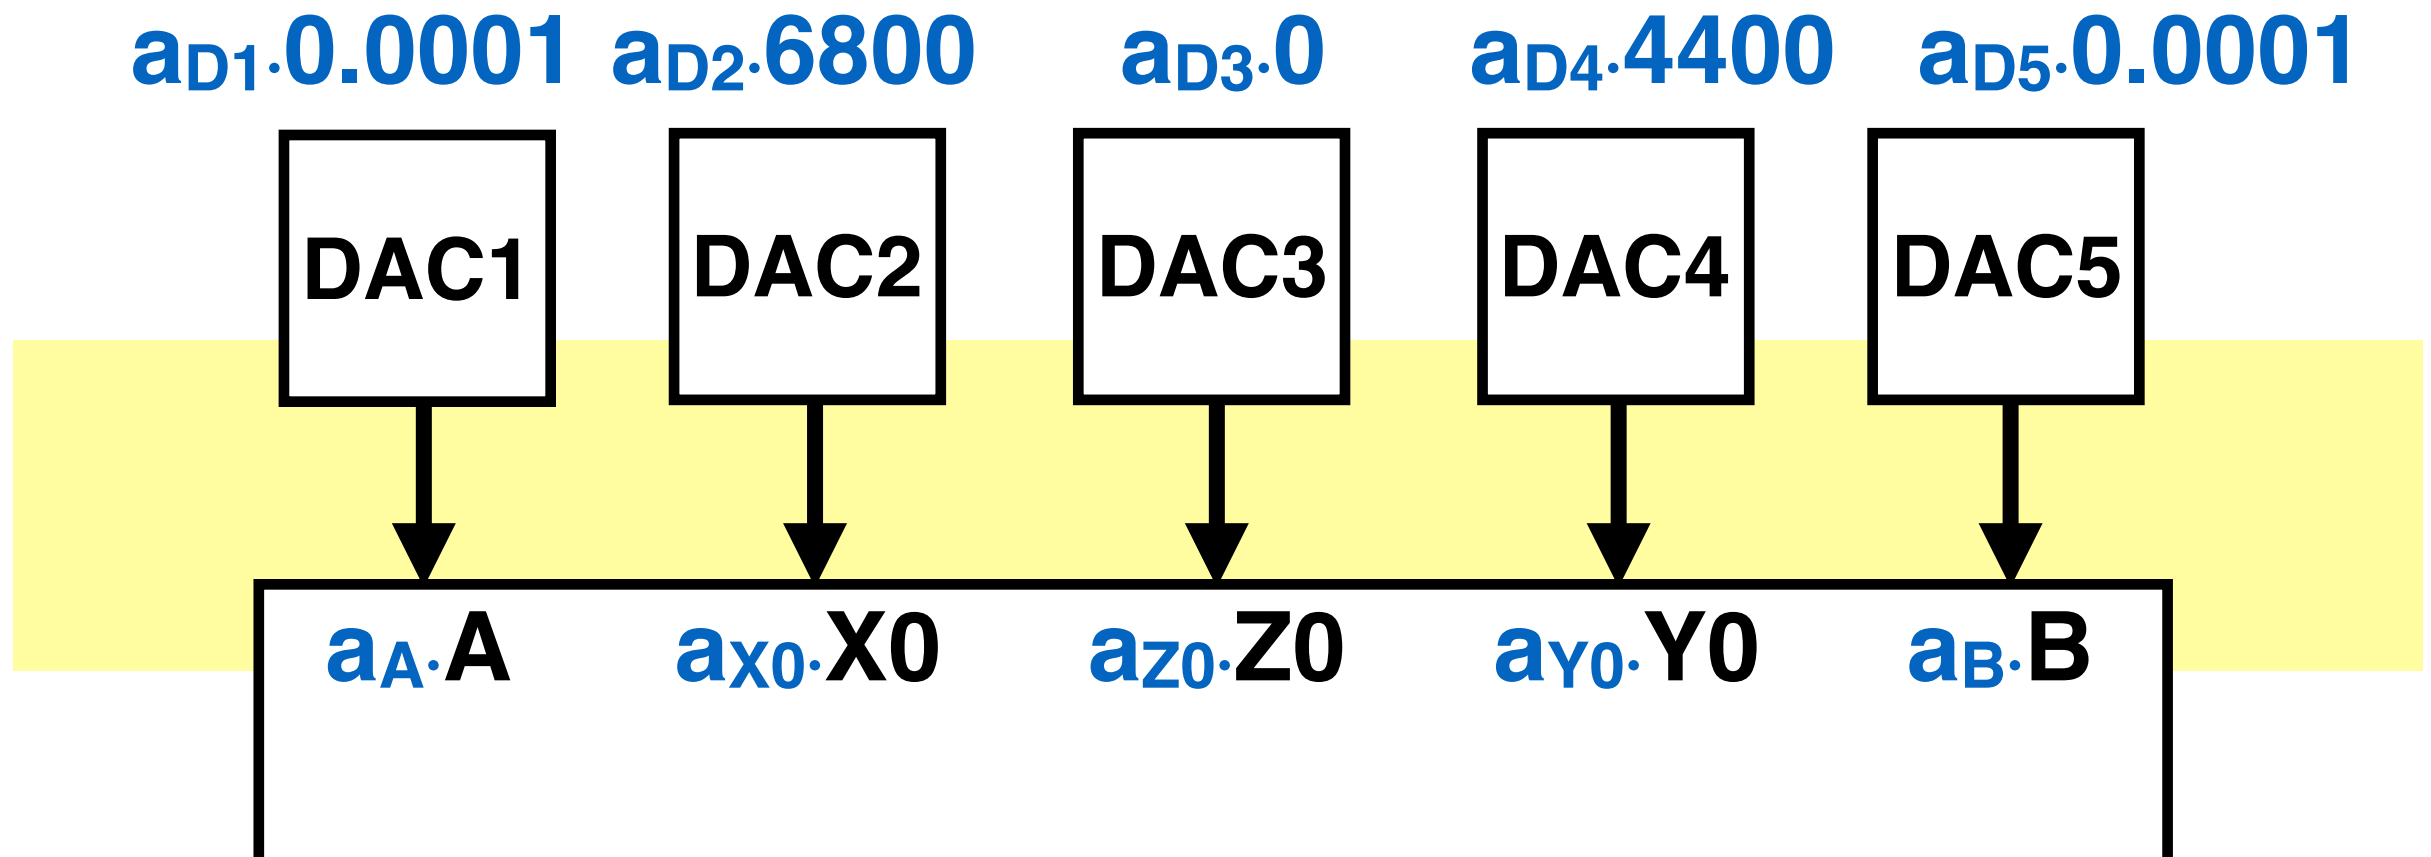 aD1·0.0001 aD2·6800 aD3·0 aD4·4400 aD5·0.0001
DAC1 DAC2 DAC3 DAC4 DAC5
aA·A aX0·X0 aZ0·Z0 aY0·Y0 aB·B